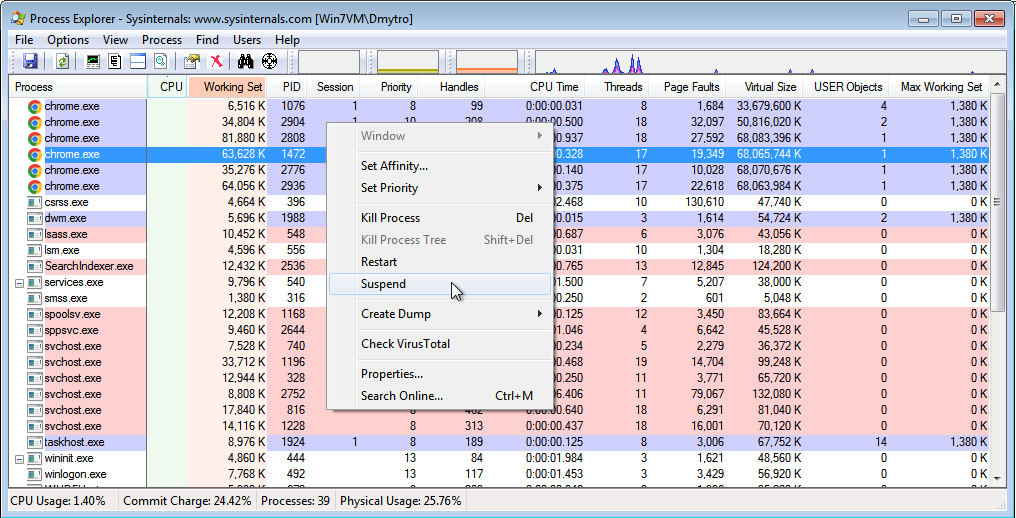 Process Explorer - Sysinternals: www.sysinternals.com [Win7VM\Dmytro]
File Options View Process Find Users Help
Process CPU Working Set PID Session Priority Handles CPU Time Threads Page Faults Virtual Size USER Objects Max Working Set
chrome.exe 6,516 K 1076 1 8 99 0:00:00.031 8 1,684 33,679,600 K 4 1,380 K
chrome.exe 34,804 K 2904 1 10 208 0:00:00.500 18 32,097 50,816,020 K 2 1,380 K
chrome.exe 81,880 K 2808 .937 18 27,592 68,083,396 K 1 1,380 K
chrome.exe 63,628 K 1472 .328 17 19,349 68,065,744 K 1 1,380 K
chrome.exe 35,276 K 2776 .140 17 10,028 68,070,676 K 1 1,380 K
chrome.exe 64,056 K 2936 .375 17 22,618 68,063,984 K 1 1,380 K
csrss.exe 4,664 K 396 .468 10 130,610 47,740 K 0 0 K
dwm.exe 5,696 K 1988 .015 3 1,614 54,724 K 2 1,380 K
lsass.exe 10,452 K 548 .687 6 3,076 43,056 K 0 0 K
lsm.exe 4,596 K 556 .031 10 1,304 18,280 K 0 0 K
SearchIndexer.exe 12,432 K 2536 .765 13 12,845 124,200 K 0 0 K
services.exe 9,796 K 540 .500 7 5,207 38,000 K 0 0 K
smss.exe 1,380 K 316 2 601 5,048 K 0 0 K
spoolsv.exe 12,208 K 1168 12 3,450 83,664 K 0 0 K
sppsvc.exe 9,460 K 2644 .046 4 6,642 45,528 K 0 0 K
svchost.exe 7,528 K 740 .234 5 2,279 36,372 K 0 0 K
svchost.exe 33,712 K 1196 .468 19 14,704 99,248 K 0 0 K
svchost.exe 12,944 K 328 .250 11 3,771 65,720 K 0 0 K
svchost.exe 8,808 K 2752 .406 11 79,067 132,080 K 0 0 K
svchost.exe 17,840 K 816 8 462 0:00:00.640 18 6,291 81,040 K 0 0 K
svchost.exe 14,116 K 1228 8 313 0:00:00.437 18 16,001 70,120 K 0 0 K
taskhost.exe 8,976 K 1924 1 8 189 0:00:00.125 8 3,006 67,752 K 14 1,380 K
wininit.exe 4,860 K 444 13 84 0:00:01.984 3 1,621 48,560 K 0 0 K
winlogon.exe 7,768 K 492 13 117 0:00:01.453 3 3,429 56,920 K 0 0 K
Window
Set Affinity...
Set Priority
Kill Process Del
Kill Process Tree Shift+Del
Restart
Suspend
Create Dump
Check VirusTotal
Properties...
Search Online... Ctrl+M
CPU Usage: 1.40% Commit Charge: 24.42% Processes: 39 Physical Usage: 25.76%